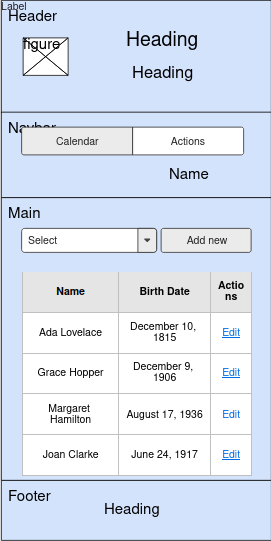 Label
Header
figure
Heading
Heading
Navbar
Calendar
Actions
Name
Main
Select
Add new
Name
Birth Date
Actio
ns
Ada Lovelace
December 10,
1815
Edit
Grace Hopper
December 9,
1906
Edit
Margaret
Hamilton
August 17, 1936
Edit
Joan Clarke
June 24, 1917
Edit
Footer
Heading